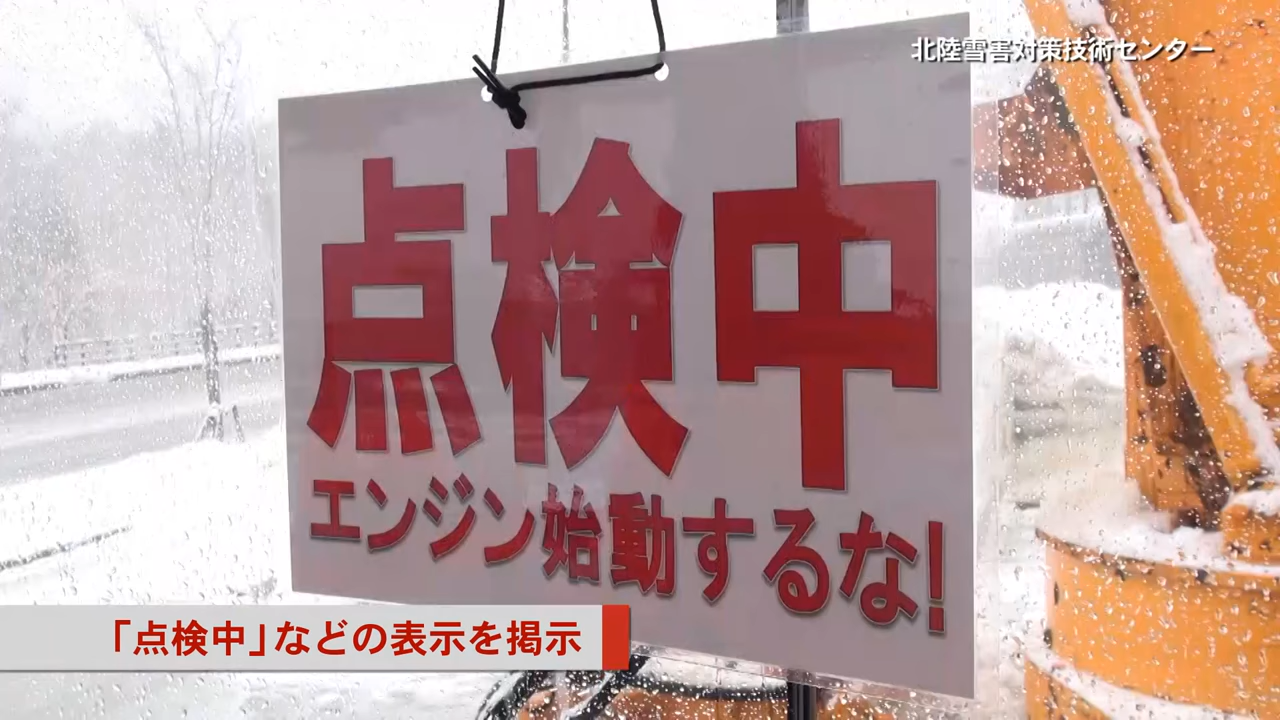 北陸雪害対策技術センター
点検中
エンジン始動するな!
「点検中」などの表示を掲示